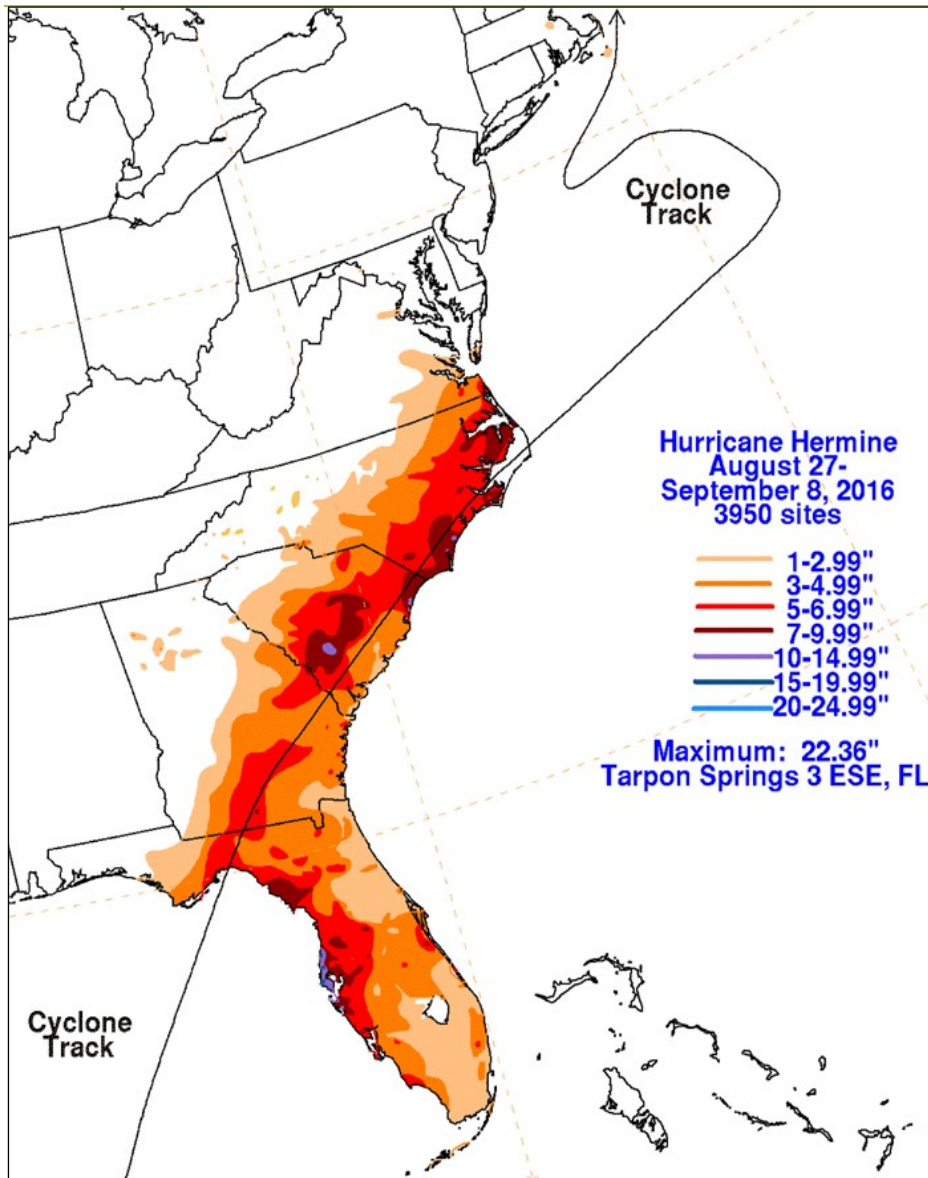 Cyclone
Track
Hurricane Hermine
August 27-
September 8, 2016
3950 sites
1-2.99"
3-4.99"
5-6.99"
7-9.99"
10-14.99"
15-19.99"
20-24.99"
Maximum: 22.36"
Tarpon Springs 3 ESE, FL
Cyclone
Track